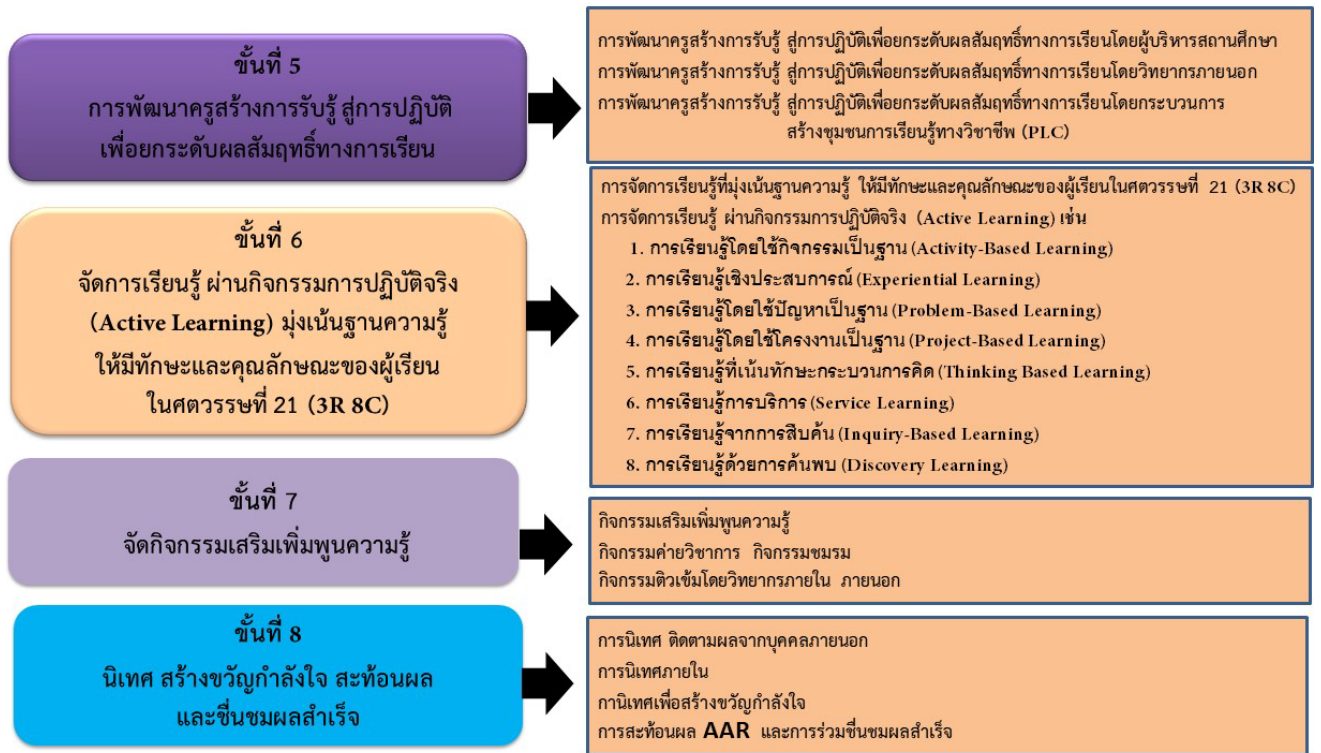 ขั้นที่ 5
การพัฒนาครูสร้างการรับรู้ สู่การปฏิบัติ
เพื่อยกระดับผลสัมฤทธิ์ทางการเรียน
การพัฒนาครูสร้างการรับรู้ สู่การปฏิบัติเพื่อยกระดับผลสัมฤทธิ์ทางการเรียนโดยผู้บริหารสถานศึกษา
การพัฒนาครูสร้างการรับรู้ สู่การปฏิบัติเพื่อยกระดับผลสัมฤทธิ์ทางการเรียนโดยวิทยากรภายนอก
การพัฒนาครูสร้างการรับรู้ สู่การปฏิบัติเพื่อยกระดับผลสัมฤทธิ์ทางการเรียนโดยกระบวนการ
สร้างชุมชนการเรียนรู้ทางวิชาชีพ (PLC)
ขั้นที่ 6
จัดการเรียนรู้ ผ่านกิจกรรมการปฏิบัติจริง
(Active Learning) มุ่งเน้นฐานความรู้
ให้มีทักษะและคุณลักษณะของผู้เรียน
ในศตวรรษที่ 21 (3R 8C)
การจัดการเรียนรู้ที่มุ่งเน้นฐานความรู้ ให้มีทักษะและคุณลักษณะของผู้เรียนในศตวรรษที่ 21 (3R 8C)
การจัดการเรียนรู้ ผ่านกิจกรรมการปฏิบัติจริง (Active Learning) เช่น
1. การเรียนรู้โดยใช้กิจกรรมเป็นฐาน (Activity-Based Learning)
2. การเรียนรู้เชิงประสบการณ์ (Experiential Learning)
3. การเรียนรู้โดยใช้ปัญหาเป็นฐาน (Problem-Based Learning)
4. การเรียนรู้โดยใช้โครงงานเป็นฐาน (Project-Based Learning)
5. การเรียนรู้ที่เน้นทักษะกระบวนการคิด (Thinking Based Learning)
6. การเรียนรู้การบริการ (Service Learning)
7. การเรียนรู้จากการสืบค้น (Inquiry-Based Learning)
8. การเรียนรู้ด้วยการค้นพบ (Discovery Learning)
ขั้นที่ 7
จัดกิจกรรมเสริมเพิ่มพูนความรู้
กิจกรรมเสริมเพิ่มพูนความรู้
กิจกรรมค่ายวิชาการ กิจกรรมชมรม
กิจกรรมติวเข้มโดยวิทยากรภายใน ภายนอก
ขั้นที่ 8
นิเทศ สร้างขวัญกำลังใจ สะท้อนผล
และชื่นชมผลสำเร็จ
การนิเทศ ติดตามผลจากบุคคลภายนอก
การนิเทศภายใน
กานิเทศเพื่อสร้างขวัญกำลังใจ
การสะท้อนผล AAR และการร่วมชื่นชมผลสำเร็จ